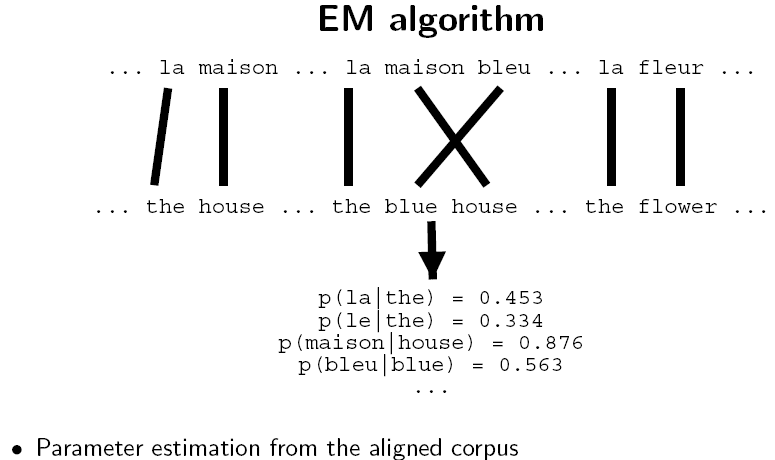 EM algorithm
... la maison ... la maison bleu ... la fleur ...
... the house ... the blue house ... the flower ...
p(la|the) = 0.453
p(le|the) = 0.334
p(maison|house) = 0.876
p(bleu|blue) = 0.563
...
• Parameter estimation from the aligned corpus